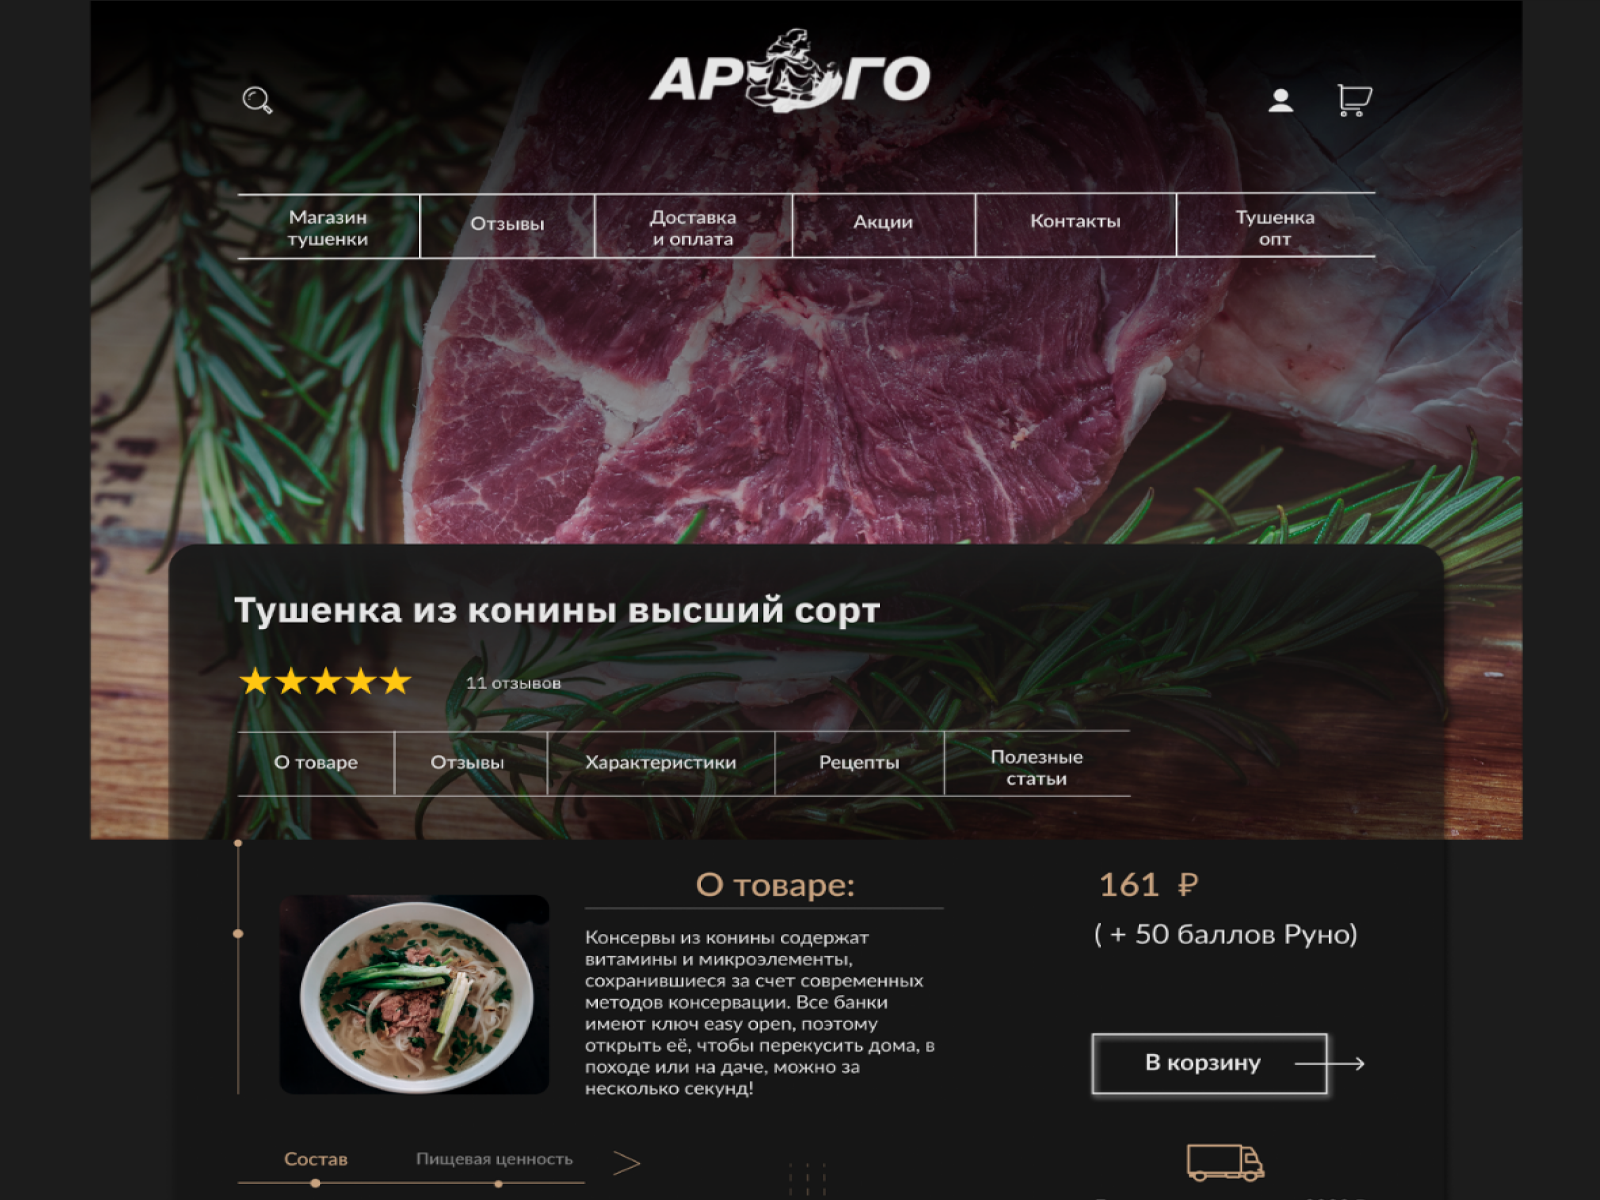 АРГО
Магазин
тушенки
Отзывы
Доставка
и оплата
Акции
Контакты
Тушенка
опт
Тушенка из конины высший сорт
11 отзывов
О товаре
Отзывы
Характеристики
Рецепты
Полезные
статьи
О товаре:
Консервы из конины содержат
витамины и микроэлементы,
сохранившиеся за счет современных
методов консервации. Все банки
имеют ключ easy open, поэтому
открыть её, чтобы перекусить дома, в
походе или на даче, можно за
несколько секунд!
161 ₽
( + 50 баллов Руно)
В корзину
Состав
Пищевая ценность